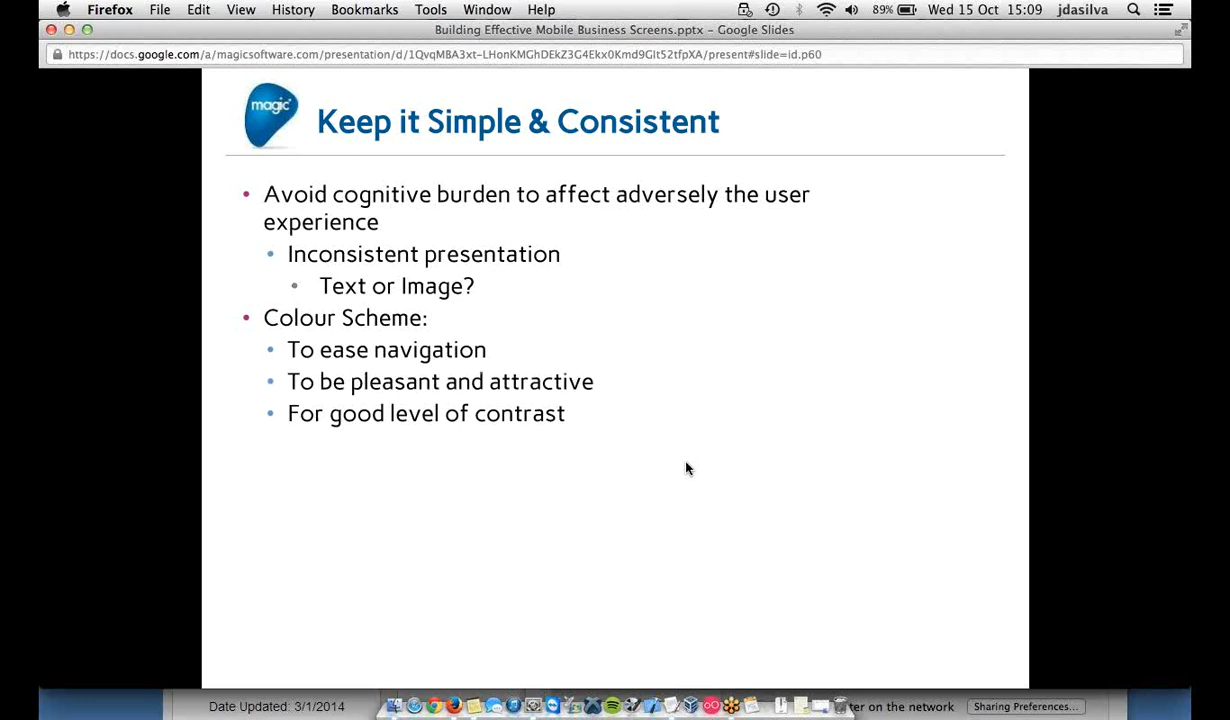 Firefox File Edit View History Bookmarks Tools Window Help 89% Wed 15 Oct 15:09 jdasilva
Building Effective Mobile Business Screens.pptx – Google Slides
https://docs.google.com/a/magicsoftware.com/presentation/d/1QvqMBA3xt-LHonKMGhDEkZ3G4Ekx0Kmd9GIt52tfpXA/present#slide=id.p60
magic
Keep it Simple & Consistent
• Avoid cognitive burden to affect adversely the user
experience
• Inconsistent presentation
• Text or Image?
• Colour Scheme:
• To ease navigation
• To be pleasant and attractive
• For good level of contrast
Date Updated: 3/1/2014 on the network Sharing Preferences...